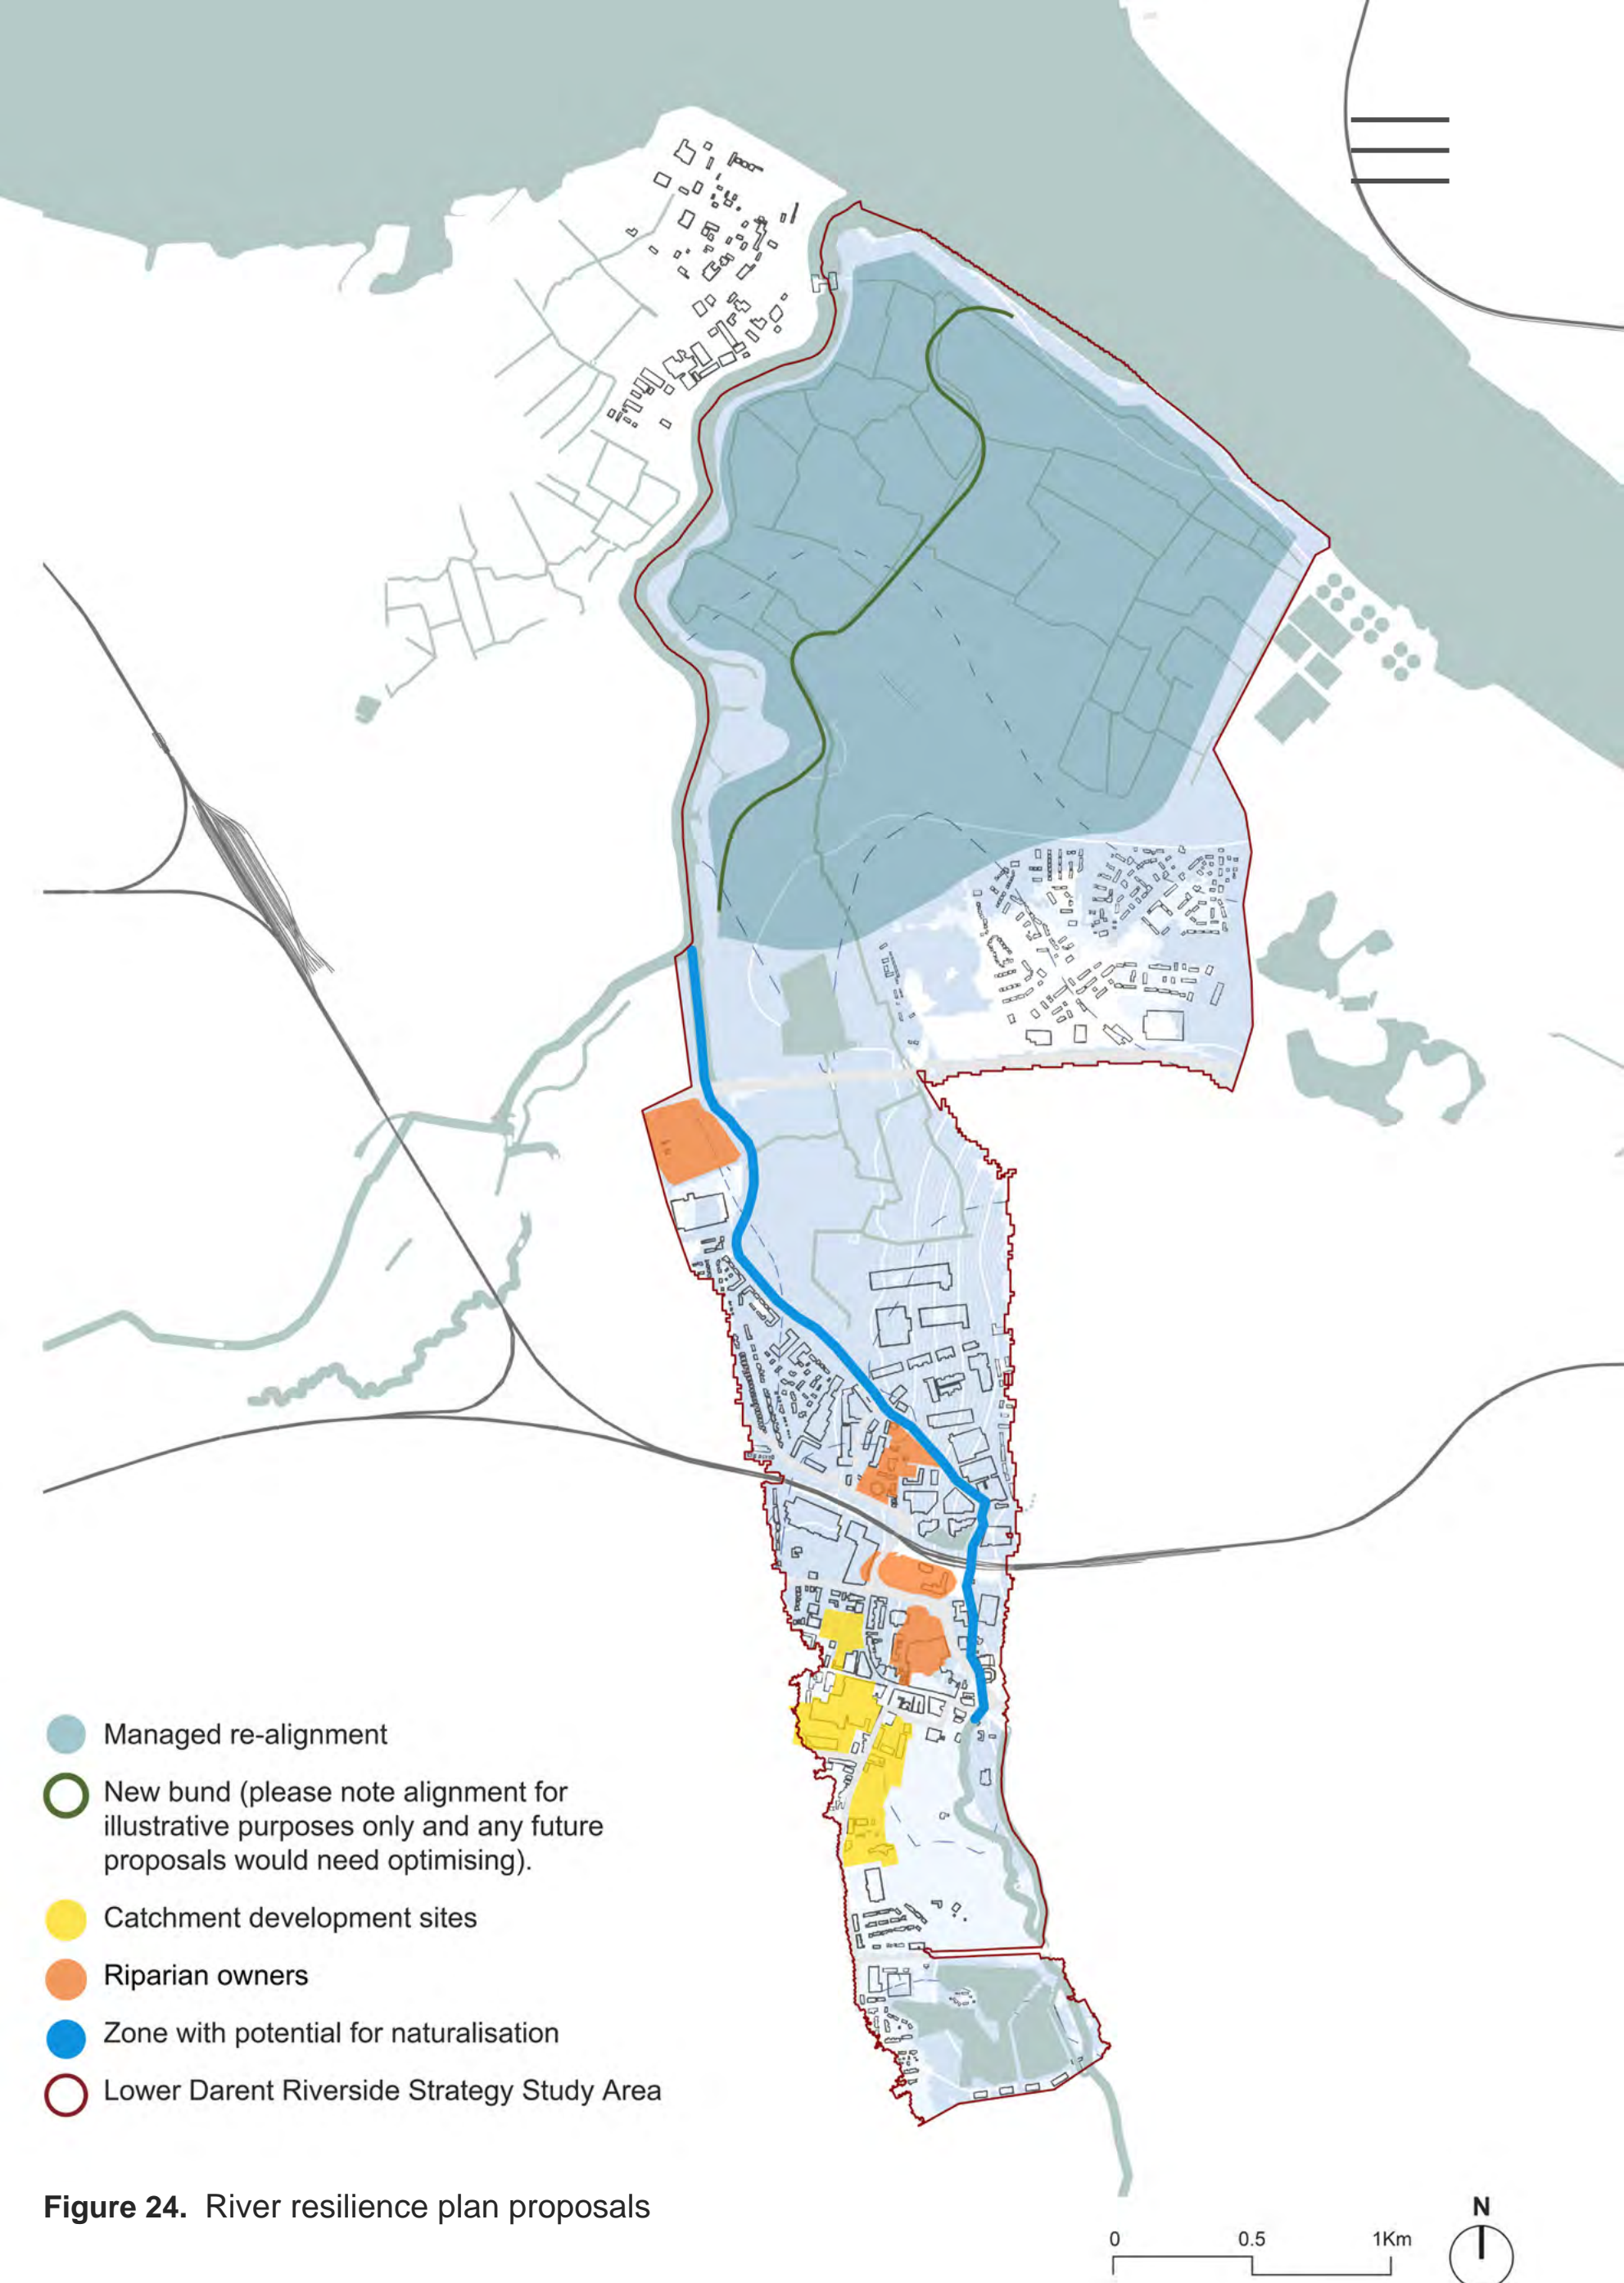 Managed re-alignment
New bund (please note alignment for
illustrative purposes only and any future
proposals would need optimising).
Catchment development sites
Riparian owners
Zone with potential for naturalisation
Lower Darent Riverside Strategy Study Area
Figure 24. River resilience plan proposals
0 0.5 1Km
N